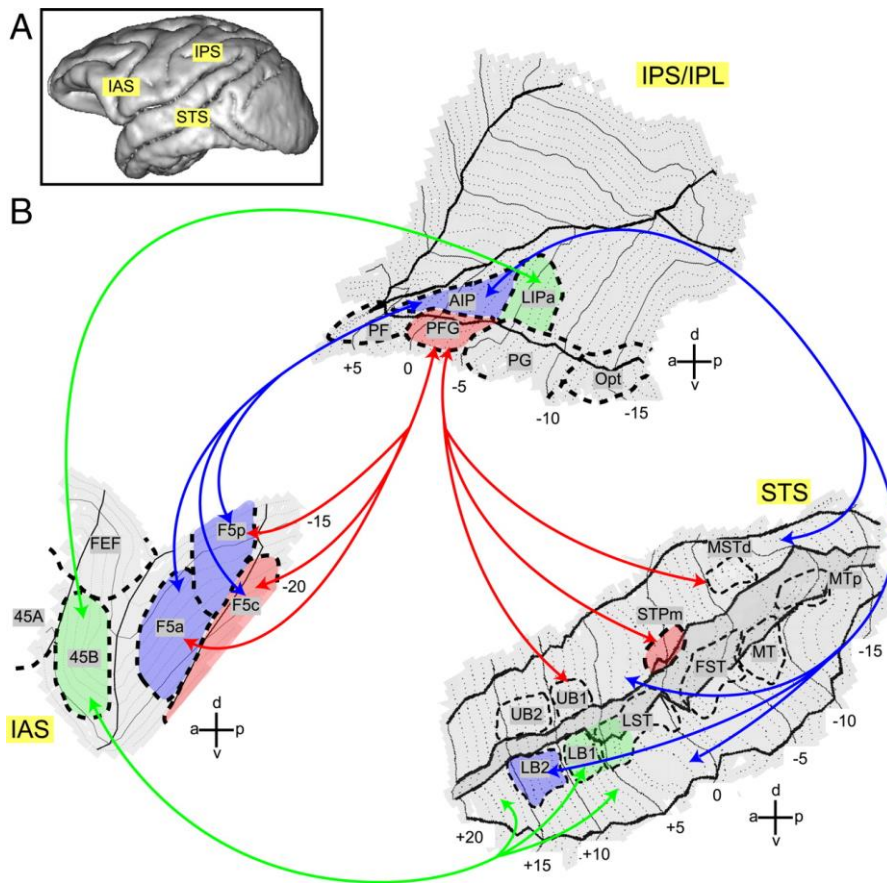 A
IPS
IAS
STS
IPS/IPL
B
AIP
LIPa
PF
PFG
+5
0
-5
PG
Opt
-10
-15
d
a p
v
FEF
F5p
-15
-20
F5c
45A
F5a
45B
IAS
d
a p
v
STS
MSTd
MTp
STPm
FST
MT
-15
UB1
UB2
LST
-10
LB1
LB2
-5
0
+5
+10
+15
+20
d
a p
v